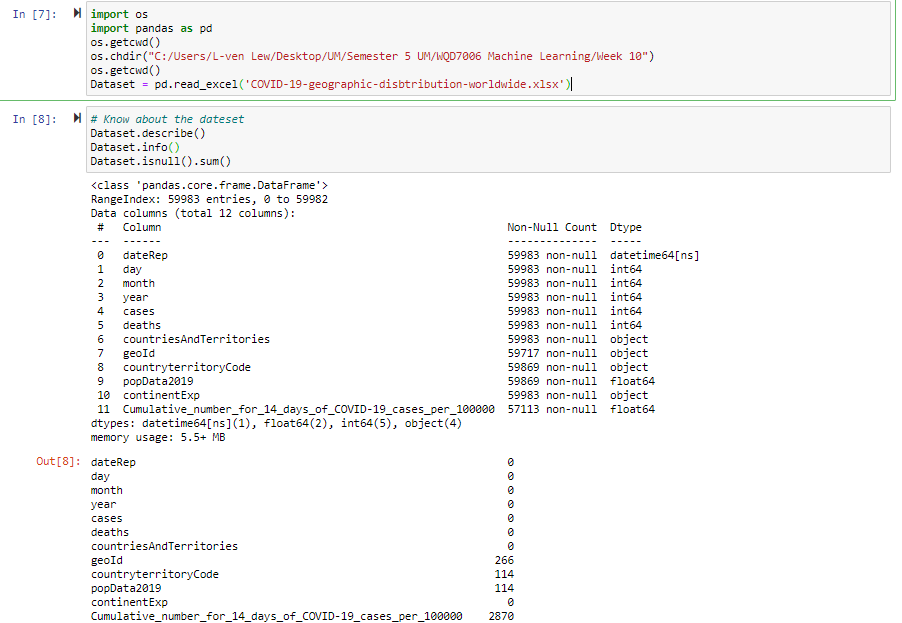 In [7]:
import os
import pandas as pd
os.getcwd()
os.chdir("C:/Users/L-ven Lew/Desktop/UM/Semester 5 UM/WQD7006 Machine Learning/Week 10")
os.getcwd()
Dataset = pd.read_excel('COVID-19-geographic-disbtribution-worldwide.xlsx')
In [8]:
# Know about the dateset
Dataset.describe()
Dataset.info()
Dataset.isnull().sum()
<class 'pandas.core.frame.DataFrame'>
RangeIndex: 59983 entries, 0 to 59982
Data columns (total 12 columns):
# Column Non-Null Count Dtype
--- ------ -------------- -----
0 dateRep 59983 non-null datetime64[ns]
1 day 59983 non-null int64
2 month 59983 non-null int64
3 year 59983 non-null int64
4 cases 59983 non-null int64
5 deaths 59983 non-null int64
6 countriesAndTerritories 59983 non-null object
7 geoId 59717 non-null object
8 countryterritoryCode 59869 non-null object
9 popData2019 59869 non-null float64
10 continentExp 59983 non-null object
11 Cumulative_number_for_14_days_of_COVID-19_cases_per_100000 57113 non-null float64
dtypes: datetime64[ns](1), float64(2), int64(5), object(4)
memory usage: 5.5+ MB
Out[8]:
dateRep 0
day 0
month 0
year 0
cases 0
deaths 0
countriesAndTerritories 0
geoId 266
countryterritoryCode 114
popData2019 114
continentExp 0
Cumulative_number_for_14_days_of_COVID-19_cases_per_100000 2870